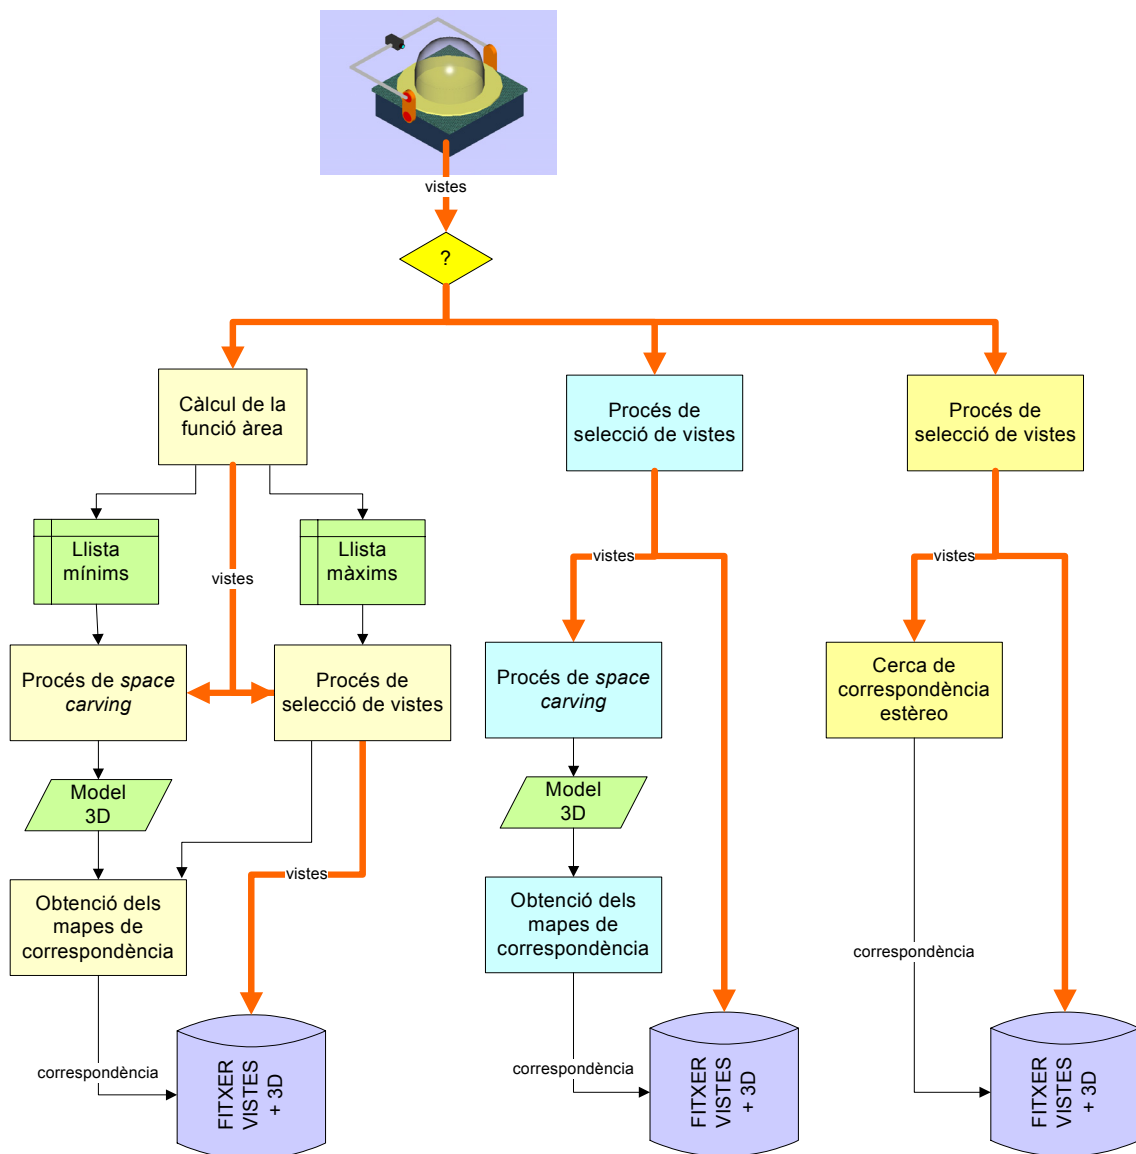 vistes
?
Càlcul de la
funció àrea
Procés de
selecció de vistes
Procés de
selecció de vistes
Llista
mínims
Llista
màxims
vistes
vistes
vistes
Procés de space
carving
Procés de
selecció de vistes
Procés de space
carving
Cerca de
correspondència
estèreo
Model
3D
Model
3D
vistes
Obtenció dels
mapes de
correspondència
Obtenció dels
mapes de
correspondència
correspondència
correspondència
correspondència
FITXER
VISTES
+ 3D
FITXER
VISTES
+ 3D
FITXER
VISTES
+ 3D